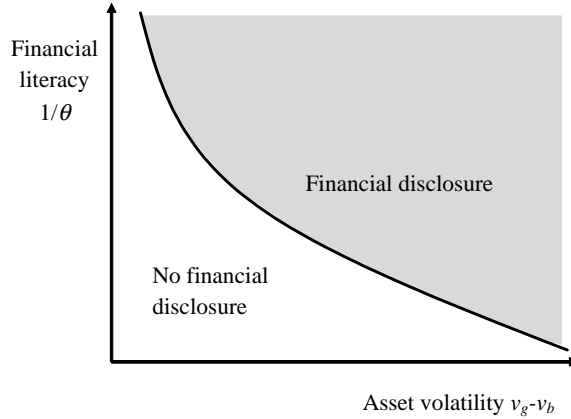 Financial
literacy
1/θ
Financial disclosure
No financial
disclosure
Asset volatility v_g-v_b